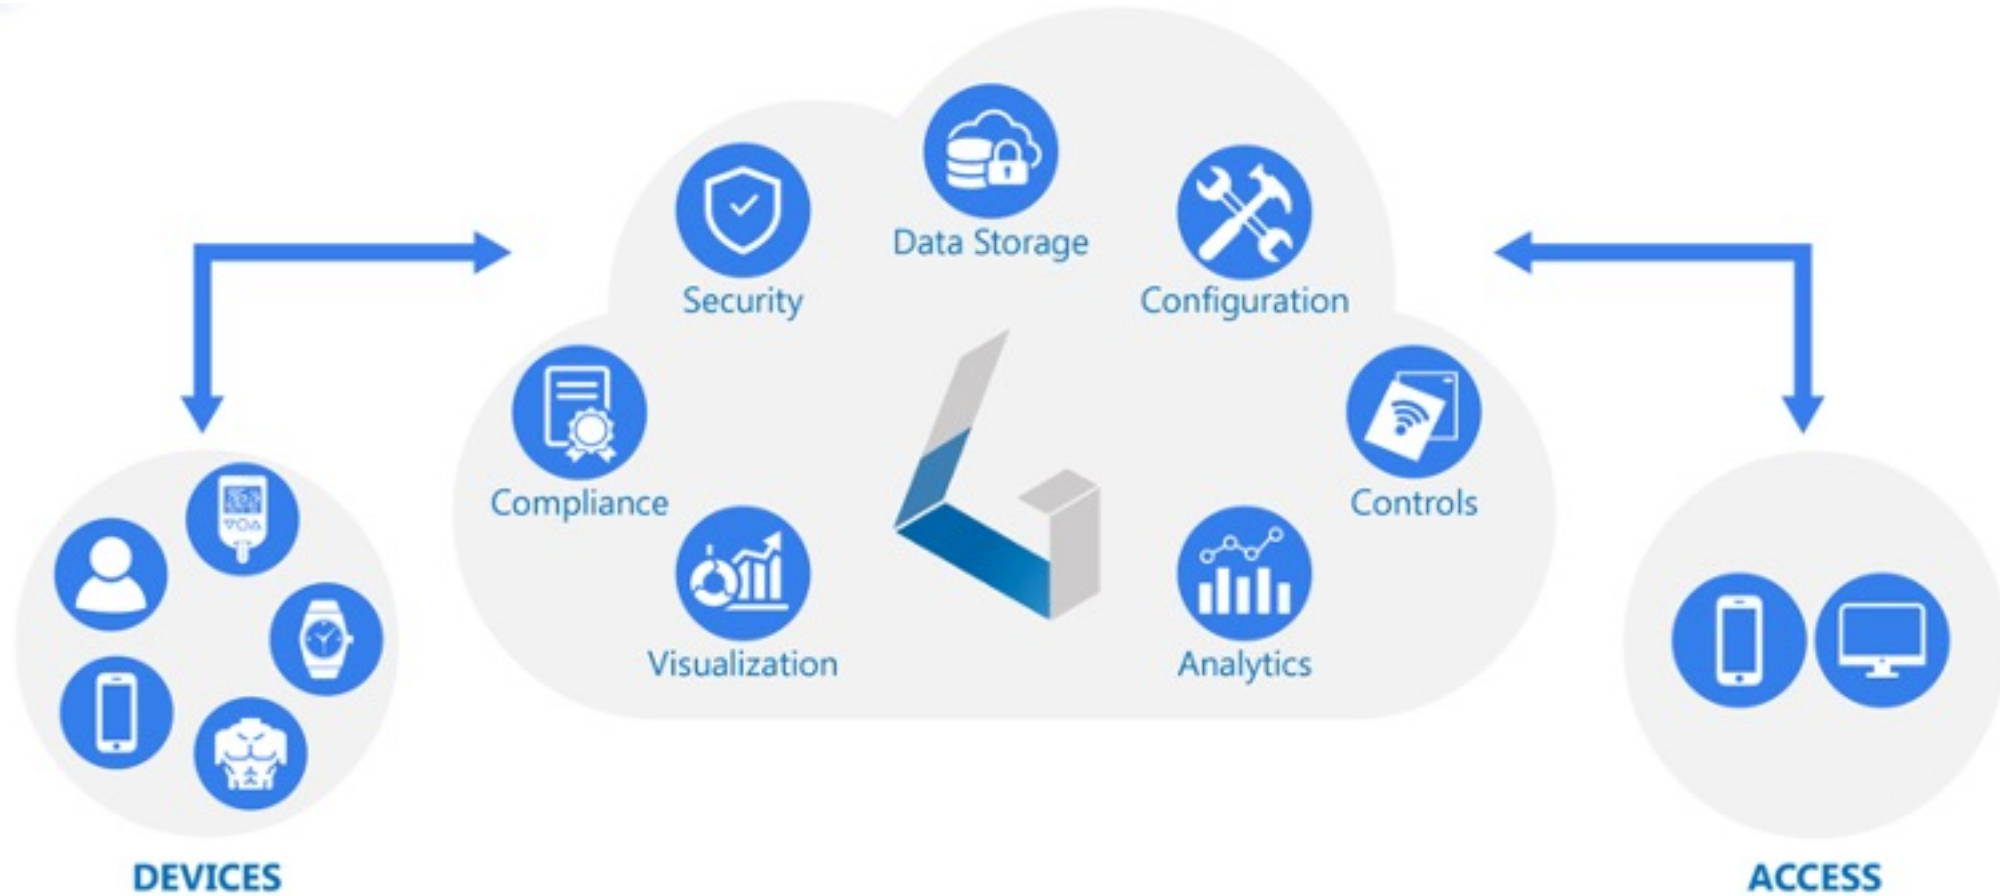 Data Storage
Security
Configuration
Compliance
Controls
Visualization
Analytics
DEVICES
ACCESS